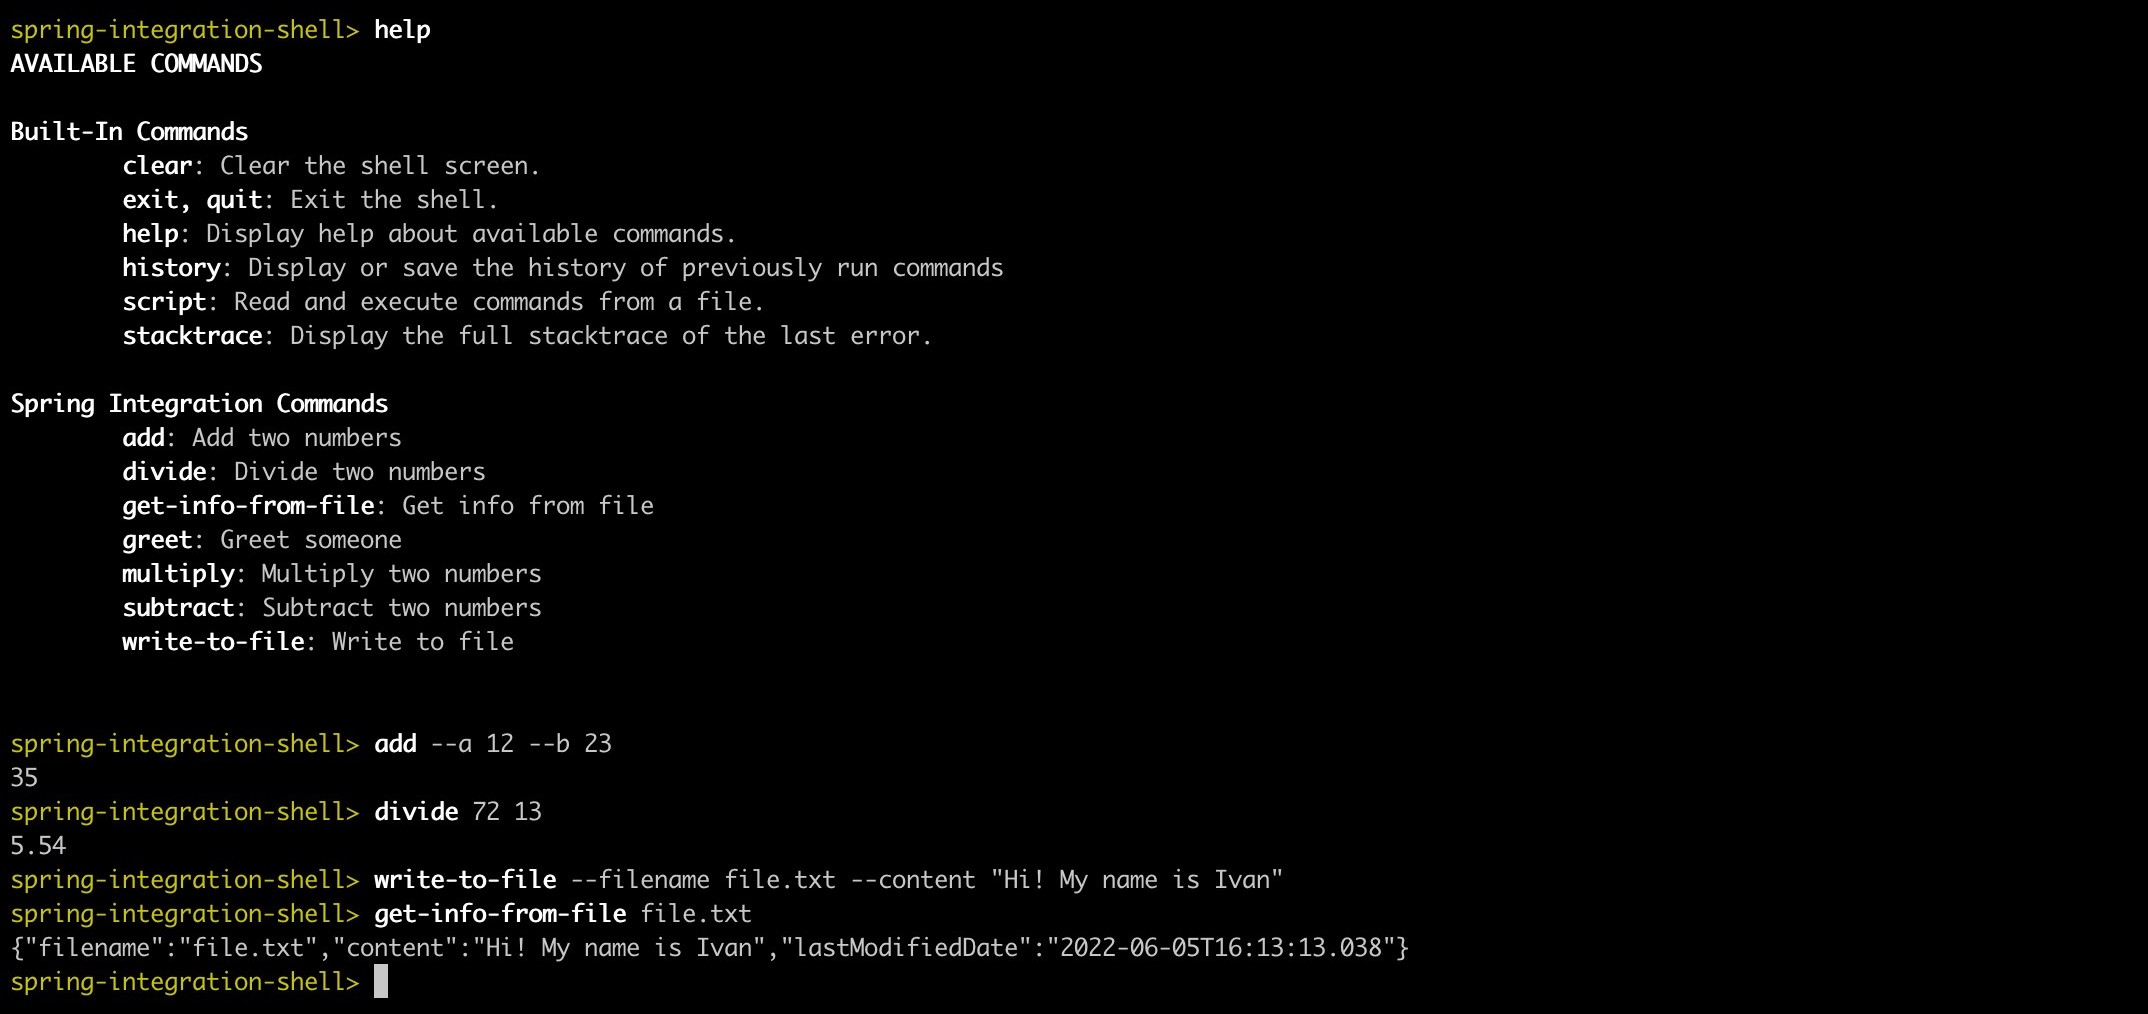 spring-integration-shell> help
AVAILABLE COMMANDS

Built-In Commands
        clear: Clear the shell screen.
        exit, quit: Exit the shell.
        help: Display help about available commands.
        history: Display or save the history of previously run commands
        script: Read and execute commands from a file.
        stacktrace: Display the full stacktrace of the last error.

Spring Integration Commands
        add: Add two numbers
        divide: Divide two numbers
        get-info-from-file: Get info from file
        greet: Greet someone
        multiply: Multiply two numbers
        subtract: Subtract two numbers
        write-to-file: Write to file


spring-integration-shell> add --a 12 --b 23
35
spring-integration-shell> divide 72 13
5.54
spring-integration-shell> write-to-file --filename file.txt --content "Hi! My name is Ivan"
spring-integration-shell> get-info-from-file file.txt
{"filename":"file.txt","content":"Hi! My name is Ivan","lastModifiedDate":"2022-06-05T16:13:13.038"}
spring-integration-shell>